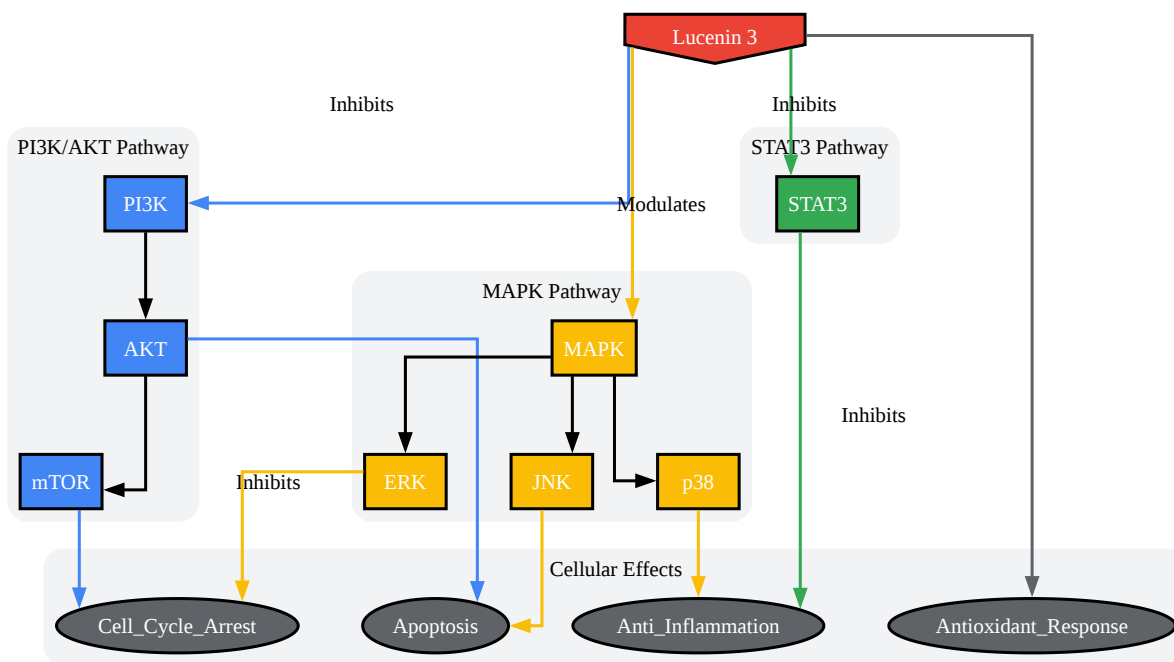 Lucenin 3
Inhibits
Inhibits
PI3K/AKT Pathway
STAT3 Pathway
PI3K
Modulates
STAT3
MAPK Pathway
AKT
MAPK
Inhibits
mTOR
Inhibits
ERK
JNK
p38
Cellular Effects
Cell_Cycle_Arrest
Apoptosis
Anti_Inflammation
Antioxidant_Response